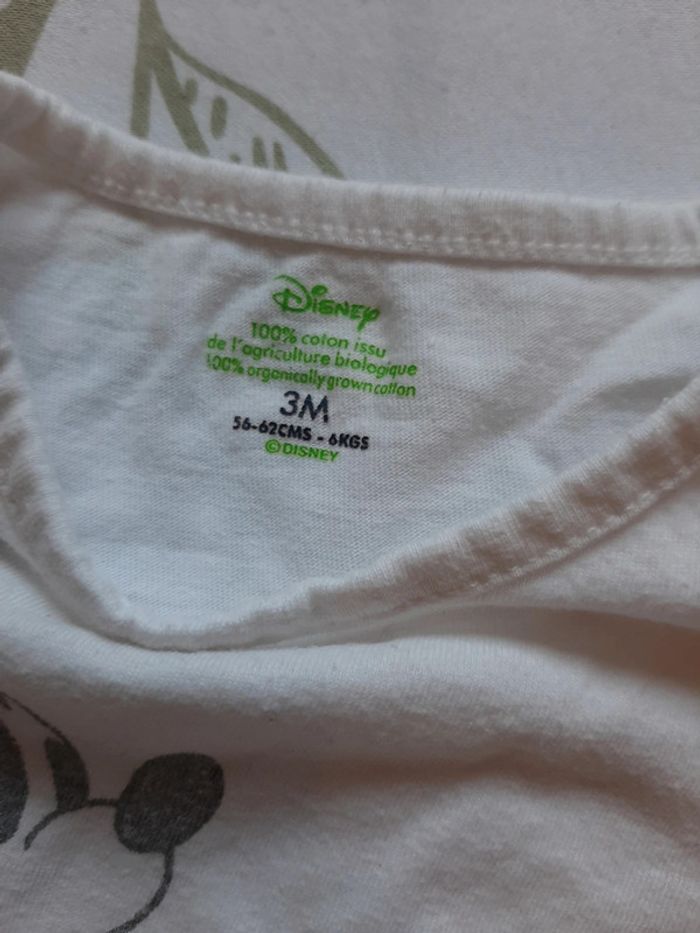 Disney
100% coton issu
de l'agriculture biologique
100% organically grown cotton
3M
56-62CMS - 6KGS
©DISNEY